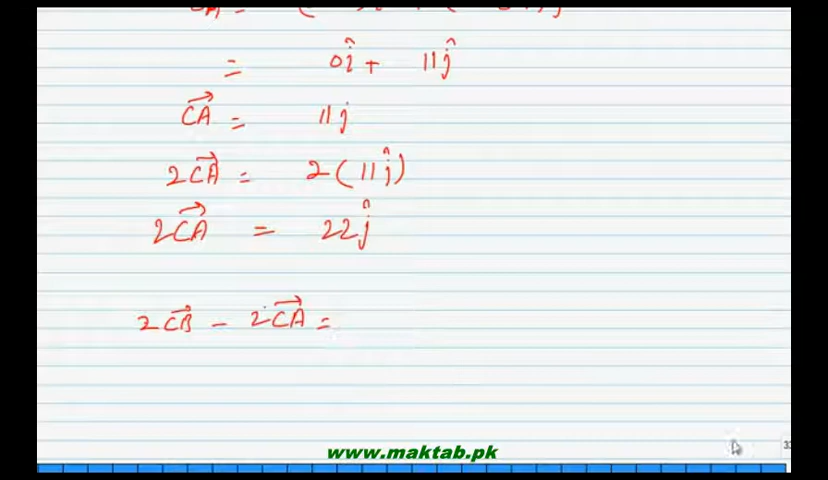 = 0î + 11ĵ
CA⃗ = 11j
2CA⃗ = 2(11ĵ)
2CA⃗ = 22ĵ
2CB⃗ - 2CA⃗ =
www.maktab.pk